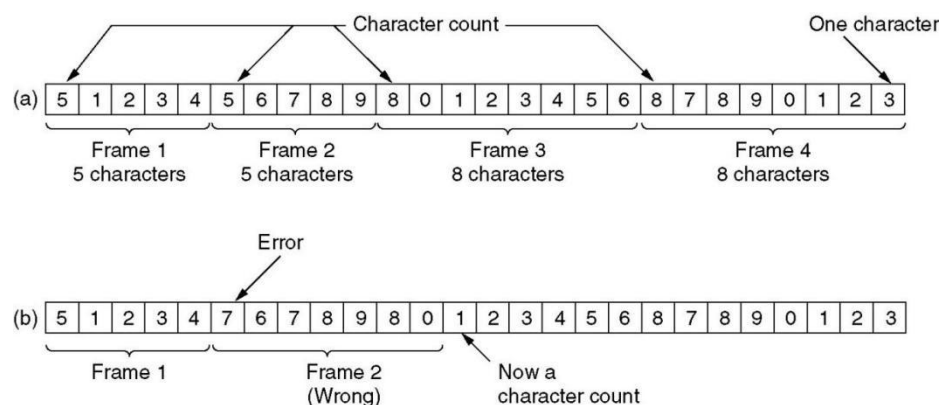 Character count
One character
(a) 5 1 2 3 4 5 6 7 8 9 8 0 1 2 3 4 5 6 8 7 8 9 0 1 2 3
Frame 1 Frame 2 Frame 3 Frame 4
5 characters 5 characters 8 characters 8 characters
Error
(b) 5 1 2 3 4 7 6 7 8 9 8 0 1 2 3 4 5 6 8 7 8 9 0 1 2 3
Frame 1 Frame 2 Now a
(Wrong) character count